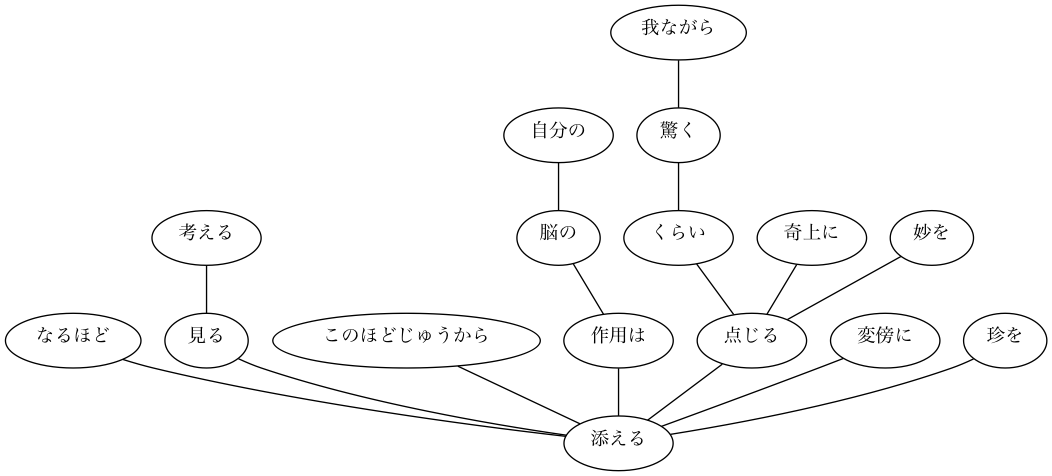 我ながら
自分の
驚く
考える
脳の
くらい
奇上に
妙を
なるほど
見る
このほどじゅうから
作用は
点じる
変傍に
珍を
添える